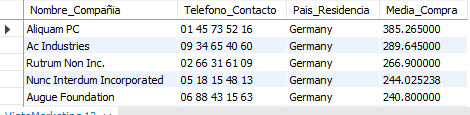 Nombre_Compañia Telefono_Contacto Pais_Residencia Media_Compra
Aliquam PC 01 45 73 52 16 Germany 385.265000
Ac Industries 09 34 65 40 60 Germany 289.645000
Rutrum Non Inc. 02 66 31 61 09 Germany 266.900000
Nunc Interdum Incorporated 05 18 15 48 13 Germany 244.025238
Augue Foundation 06 88 43 15 63 Germany 240.800000